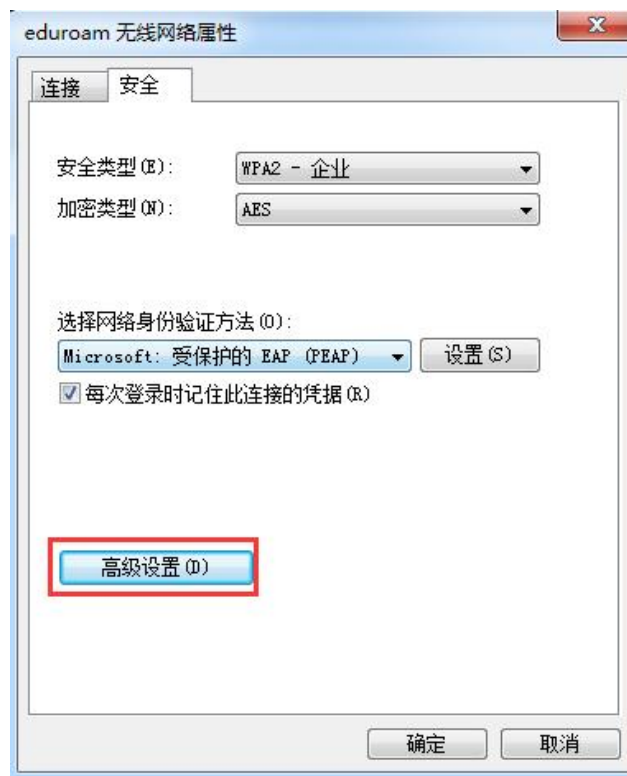 eduroam 无线网络属性
连接 安全
安全类型(E): WPA2 - 企业
加密类型(N): AES
选择网络身份验证方法(O):
Microsoft: 受保护的 EAP (PEAP) 设置(S)
每次登录时记住此连接的凭据(R)
高级设置(D)
确定 取消